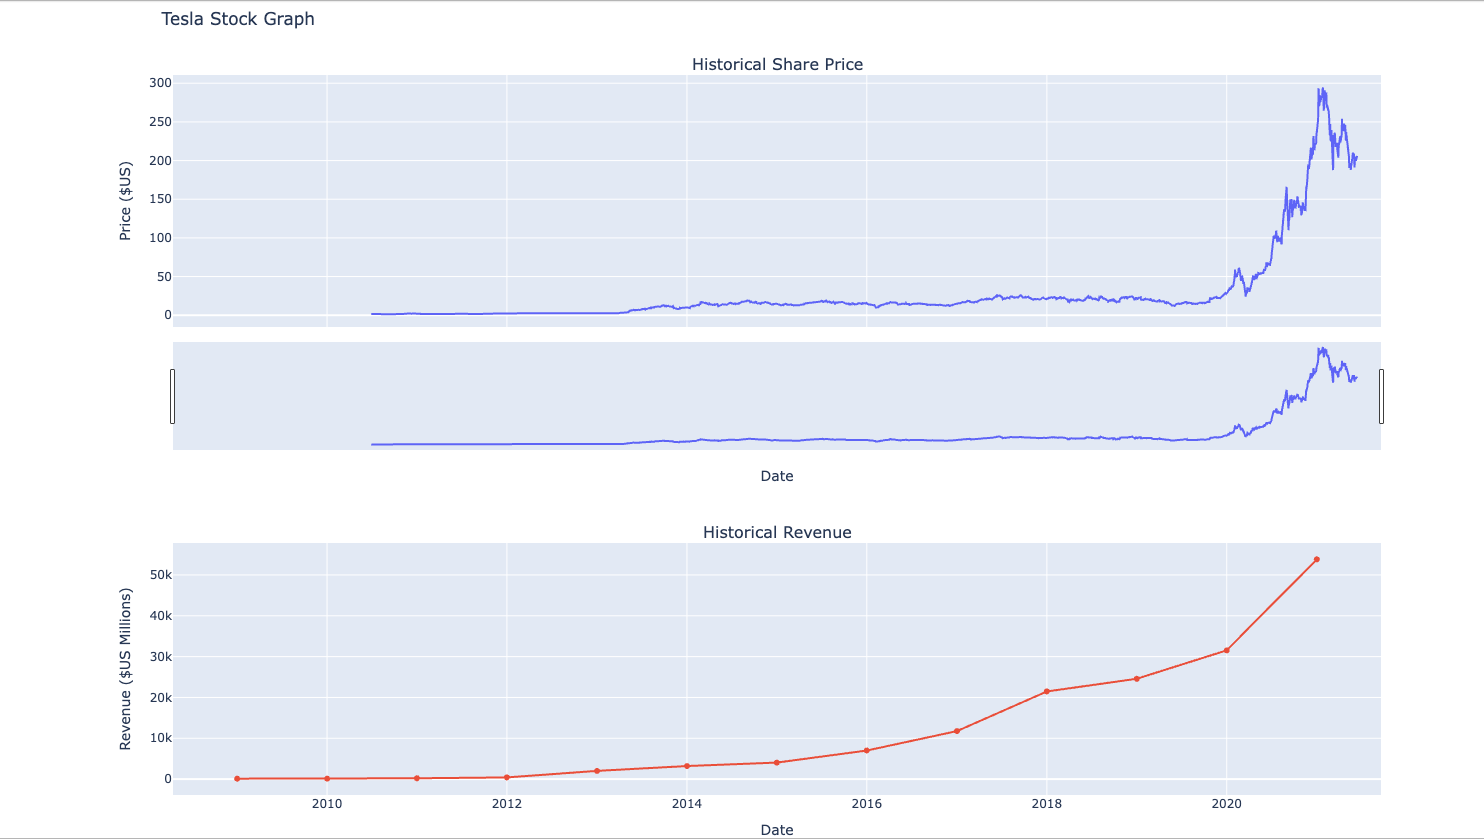 Tesla Stock Graph
Historical Share Price
300
250
200
150
100
50
0
Price ($US)
Date
Historical Revenue
50k
40k
30k
20k
10k
0
Revenue ($US Millions)
2010 2012 2014 2016 2018 2020
Date